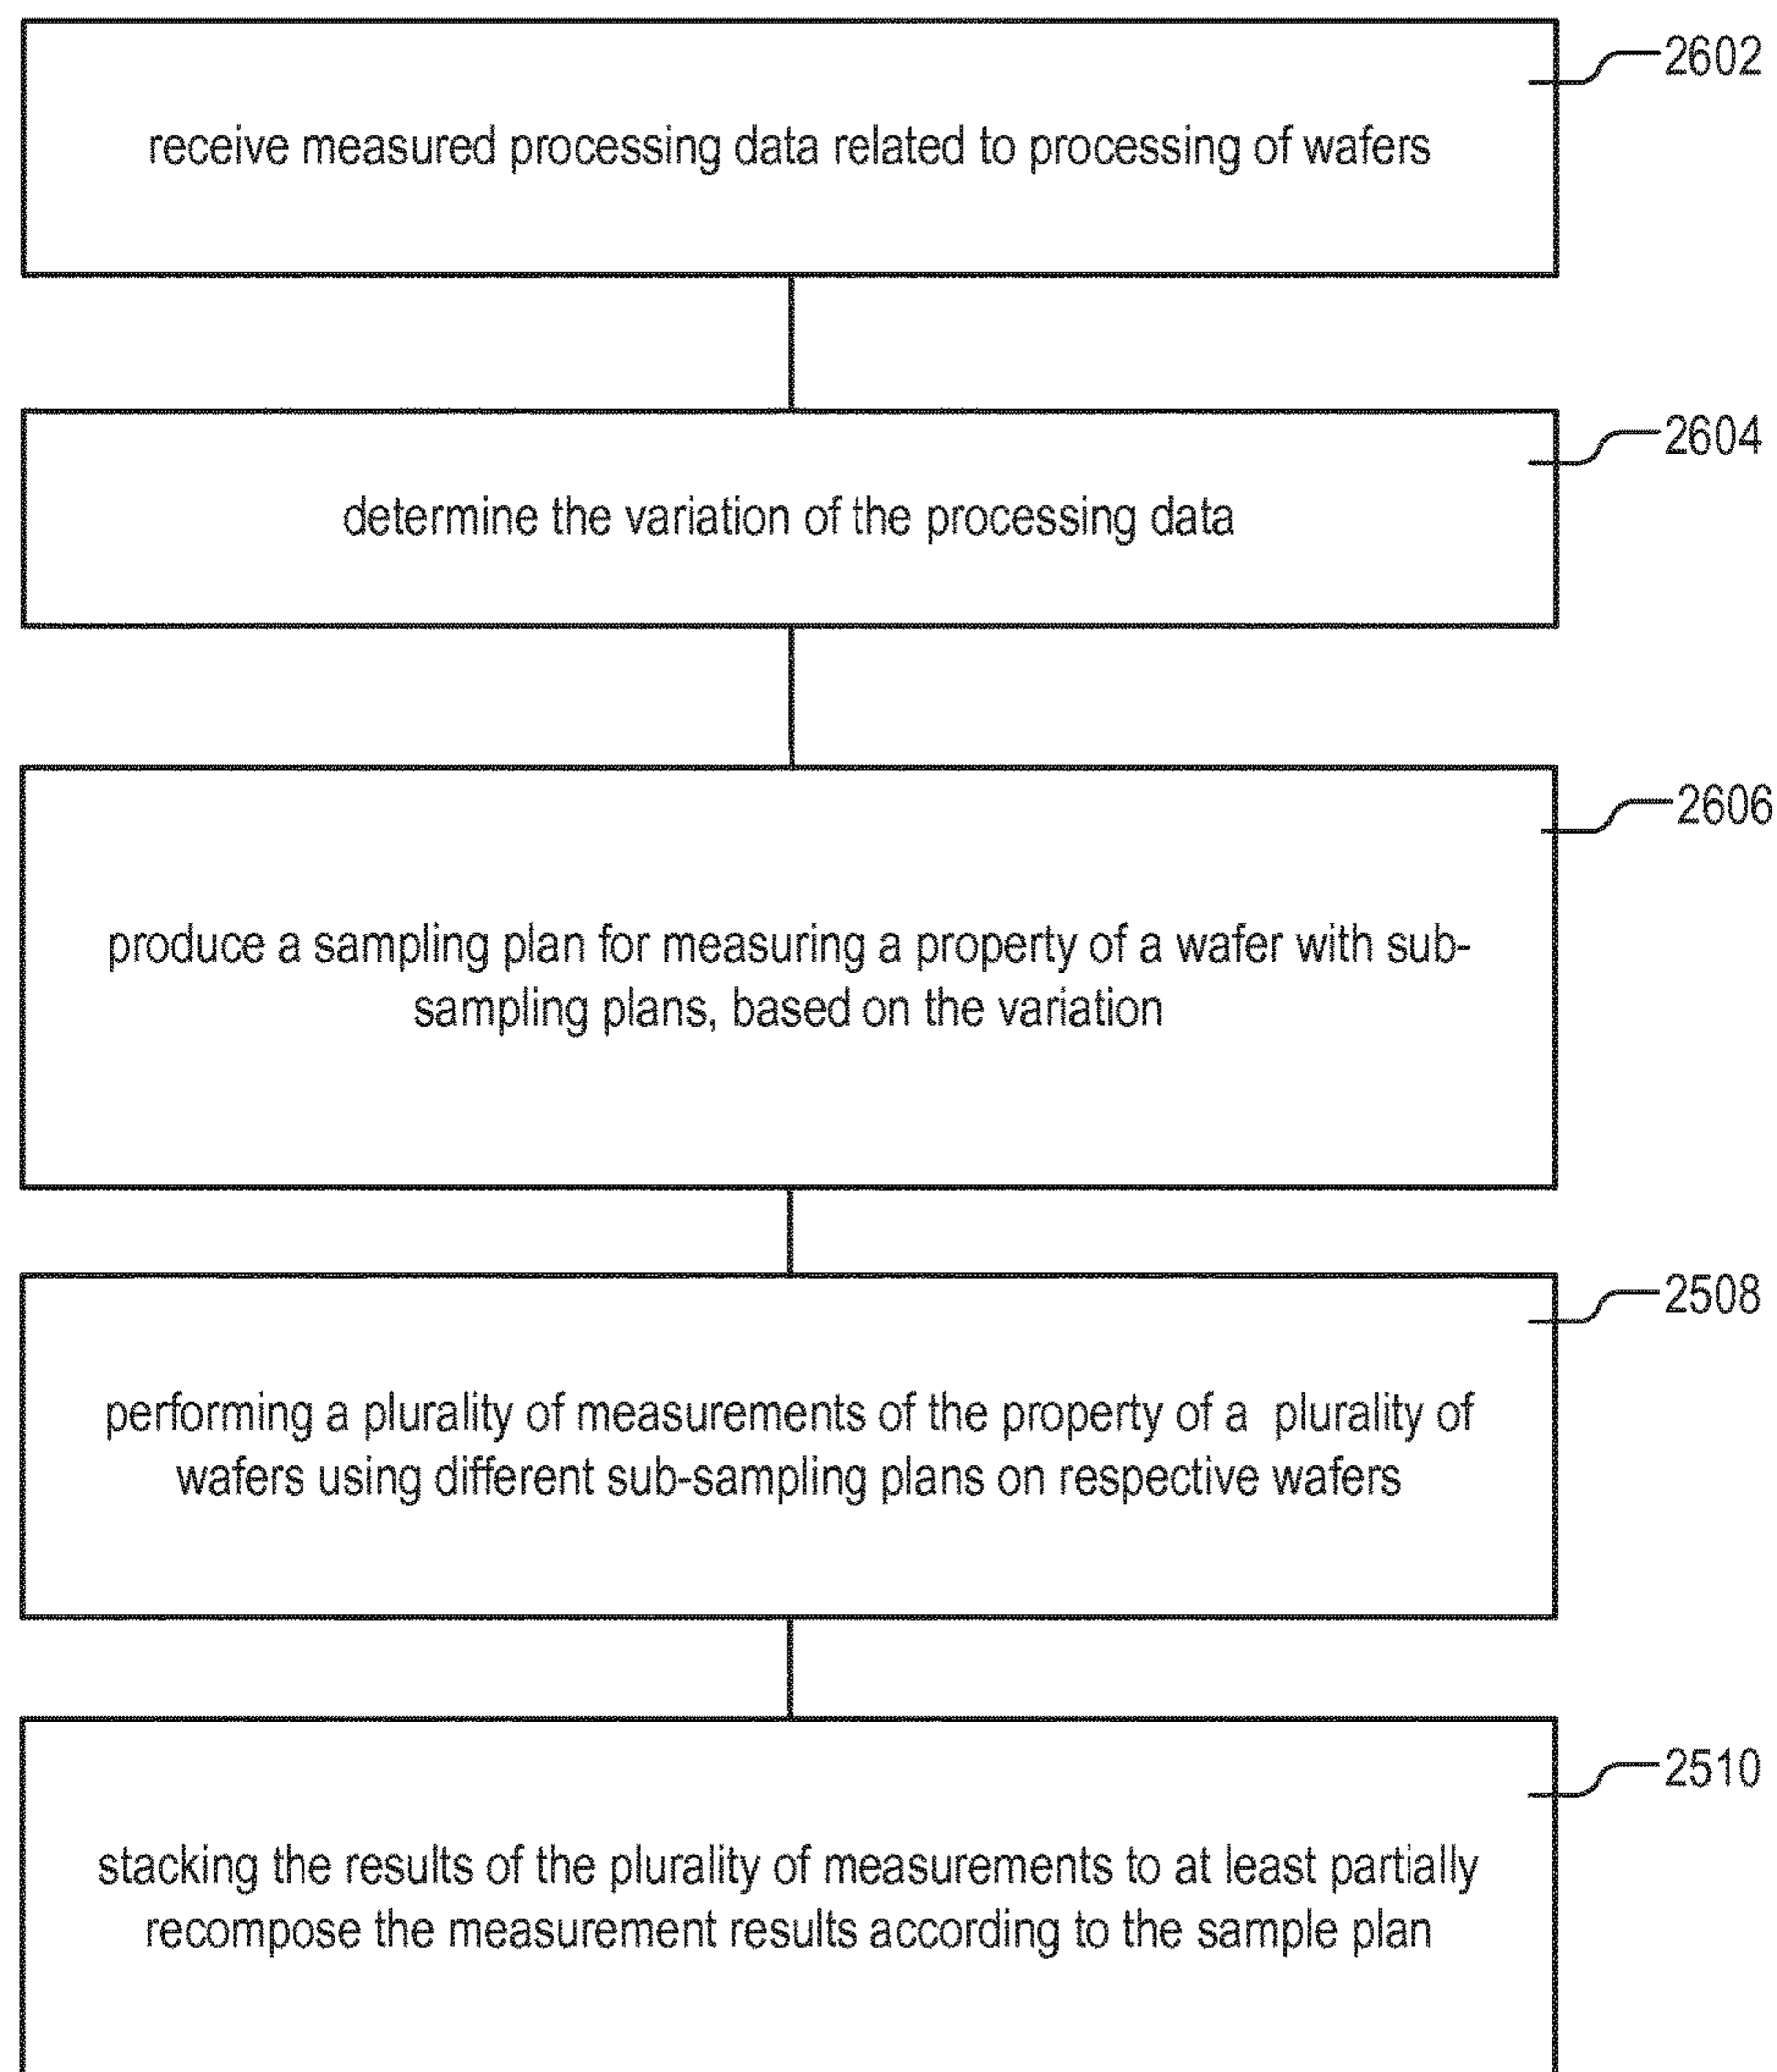 2602
receive measured processing data related to processing of wafers
2604
determine the variation of the processing data
2606
produce a sampling plan for measuring a property of a wafer with sub-
sampling plans, based on the variation
2508
performing a plurality of measurements of the property of a plurality of
wafers using different sub-sampling plans on respective wafers
2510
stacking the results of the plurality of measurements to at least partially
recompose the measurement results according to the sample plan